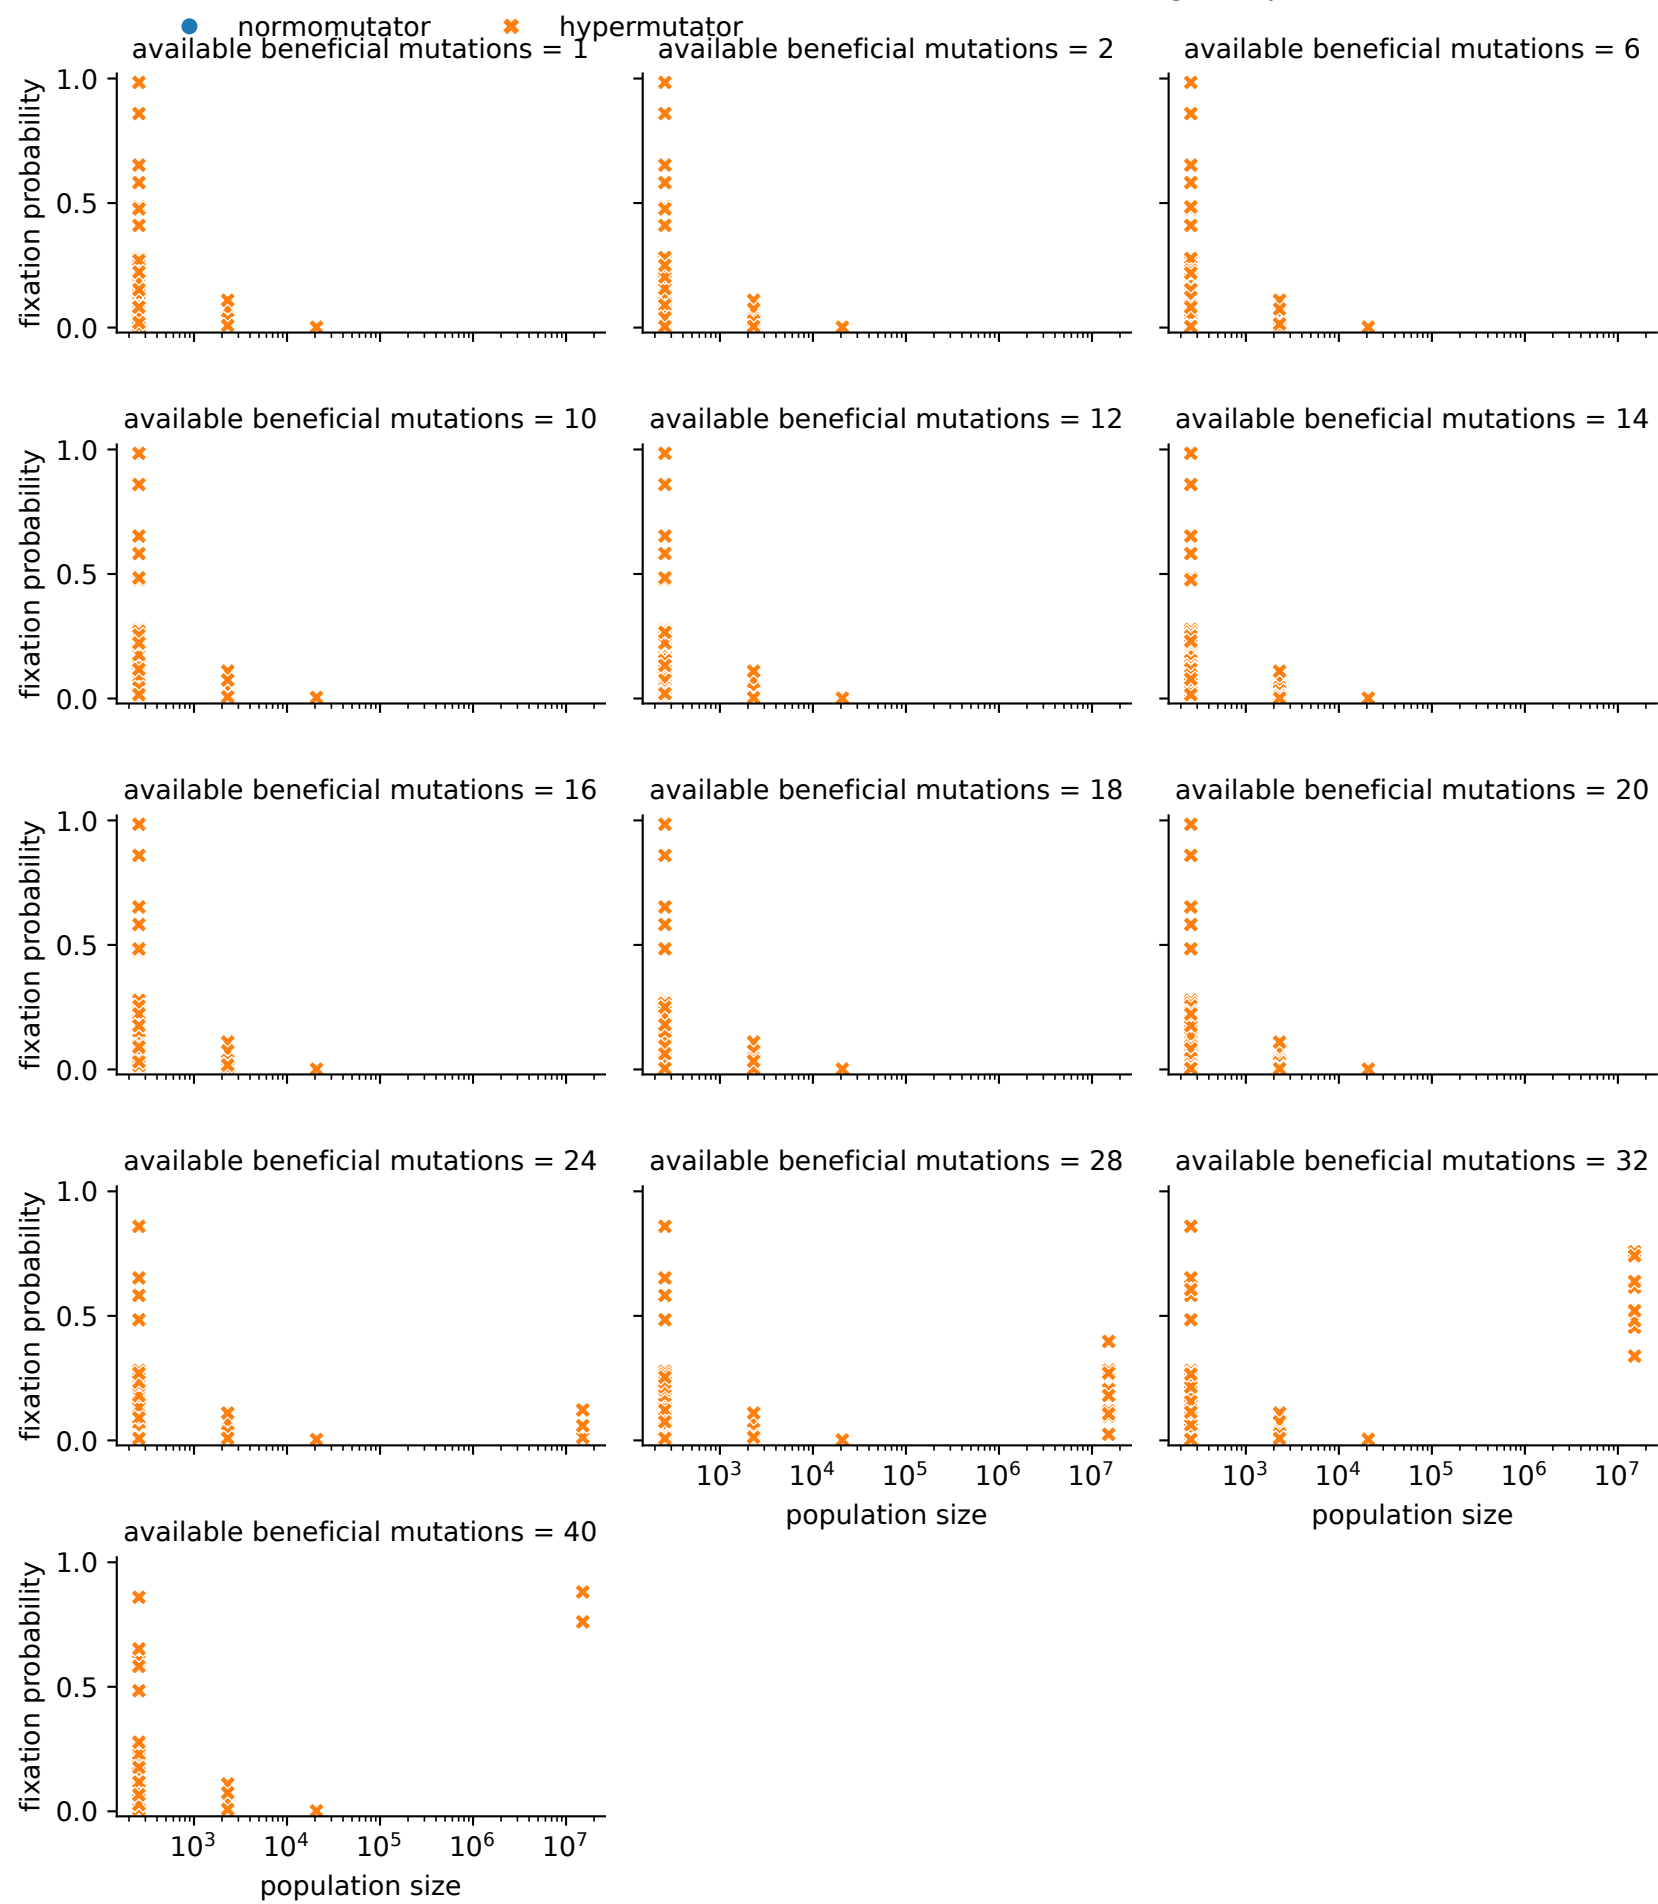 normomutator hypermutator
available beneficial mutations = 1 available beneficial mutations = 2 available beneficial mutations = 6
fixation probability
1.0
0.5
0.0
available beneficial mutations = 10 available beneficial mutations = 12 available beneficial mutations = 14
fixation probability
1.0
0.5
0.0
available beneficial mutations = 16 available beneficial mutations = 18 available beneficial mutations = 20
fixation probability
1.0
0.5
0.0
available beneficial mutations = 24 available beneficial mutations = 28 available beneficial mutations = 32
fixation probability
1.0
0.5
0.0
10³ 10⁴ 10⁵ 10⁶ 10⁷ 10³ 10⁴ 10⁵ 10⁶ 10⁷
population size population size
available beneficial mutations = 40
fixation probability
1.0
0.5
0.0
10³ 10⁴ 10⁵ 10⁶ 10⁷
population size